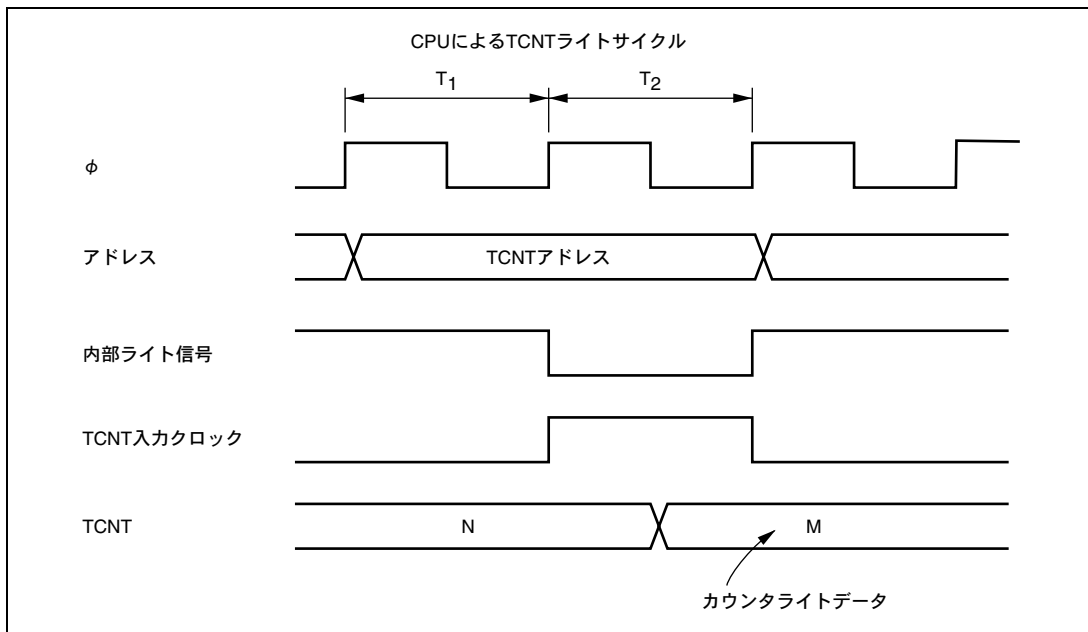 CPUによるTCNTライトサイクル
T1 T2
φ
アドレス TCNTアドレス
内部ライト信号
TCNT入力クロック
TCNT N M
カウンタライトデータ